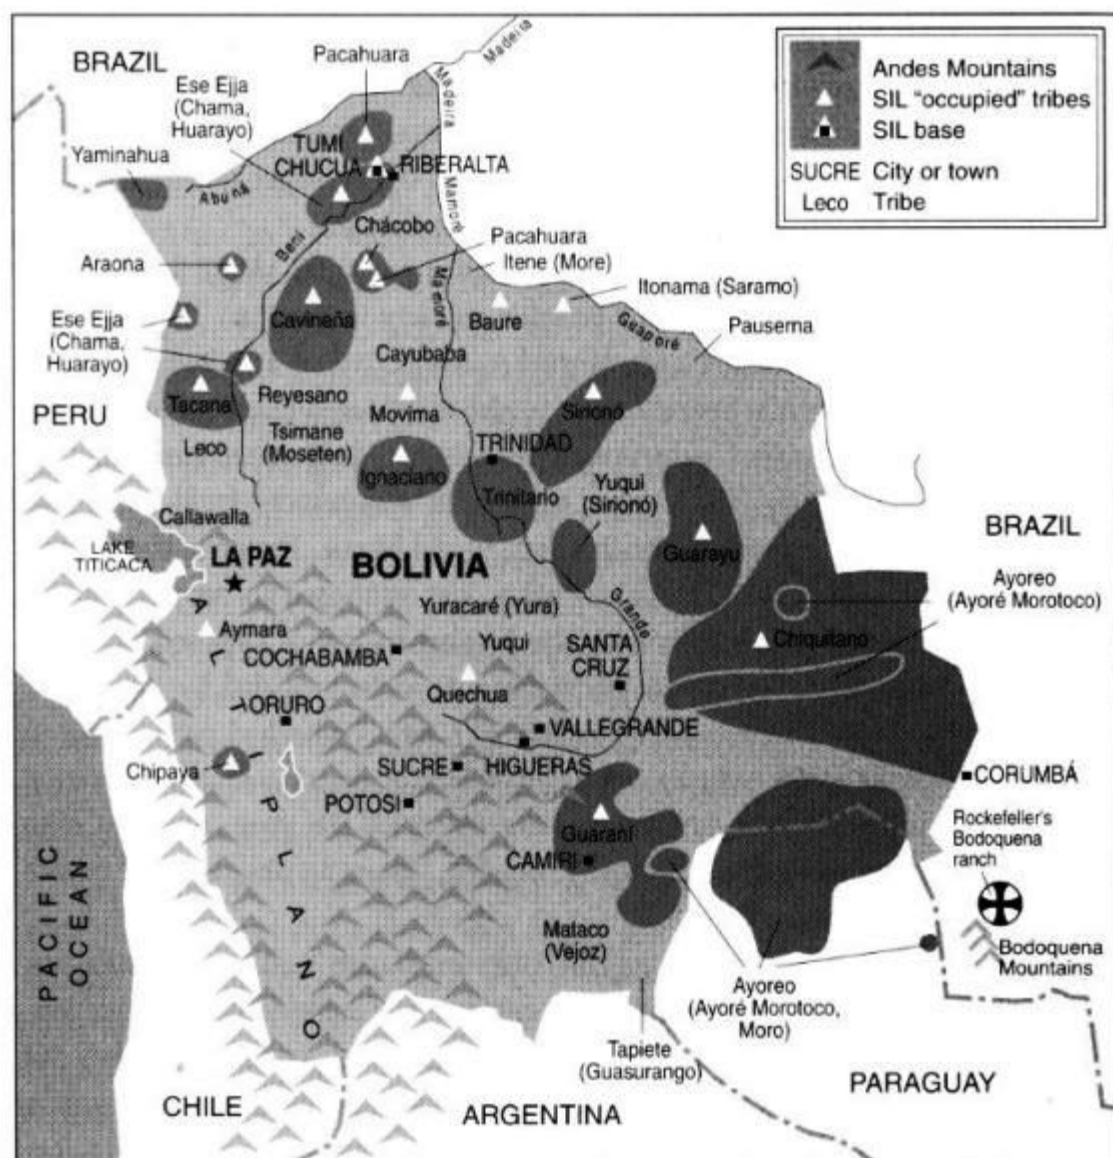 BRAZIL
Pacahuara
Ese Ejja
(Chama,
Huarayo)
Yaminahua
TUMI
CHUCUA
RIBERALTA
Madeira
Madeira
Mamoré
Abuná
Beni
Chácobo
Pacahuara
Itene (More)
Itonama (Saramo)
Araona
Mamoré
Baure
Guaporé
Pauserna
Ese Ejja
(Chama,
Huarayo)
Cavineña
Cayubaba
Tacana
Reyesano
Movima
Sirionó
PERU
Leco
Tsimane
(Moseten)
TRINIDAD
Ignaciano
Trinitario
Yuqui
(Sirionó)
Callawalla
LAKE
TITICACA
LA PAZ
BOLIVIA
Guarayu
BRAZIL
Ayoreo
(Ayoré Morotoco)
Yuracaré (Yura)
Grande
Aymara
COCHABAMBA
Yuqui
SANTA
CRUZ
Chiquitano
Quechua
ORURO
VALLEGRANDE
HIGUERAS
Chipaya
SUCRE
POTOSI
CORUMBÁ
Guaraní
CAMIRI
Rockefeller's
Bodoquena
ranch
ALTIPLANO
PACIFIC
OCEAN
Mataco
(Vejoz)
Bodoquena
Mountains
Ayoreo
(Ayoré Morotoco,
Moro)
Tapiete
(Guasurango)
CHILE
ARGENTINA
PARAGUAY
Andes Mountains
SIL "occupied" tribes
SIL base
SUCRE City or town
Leco Tribe